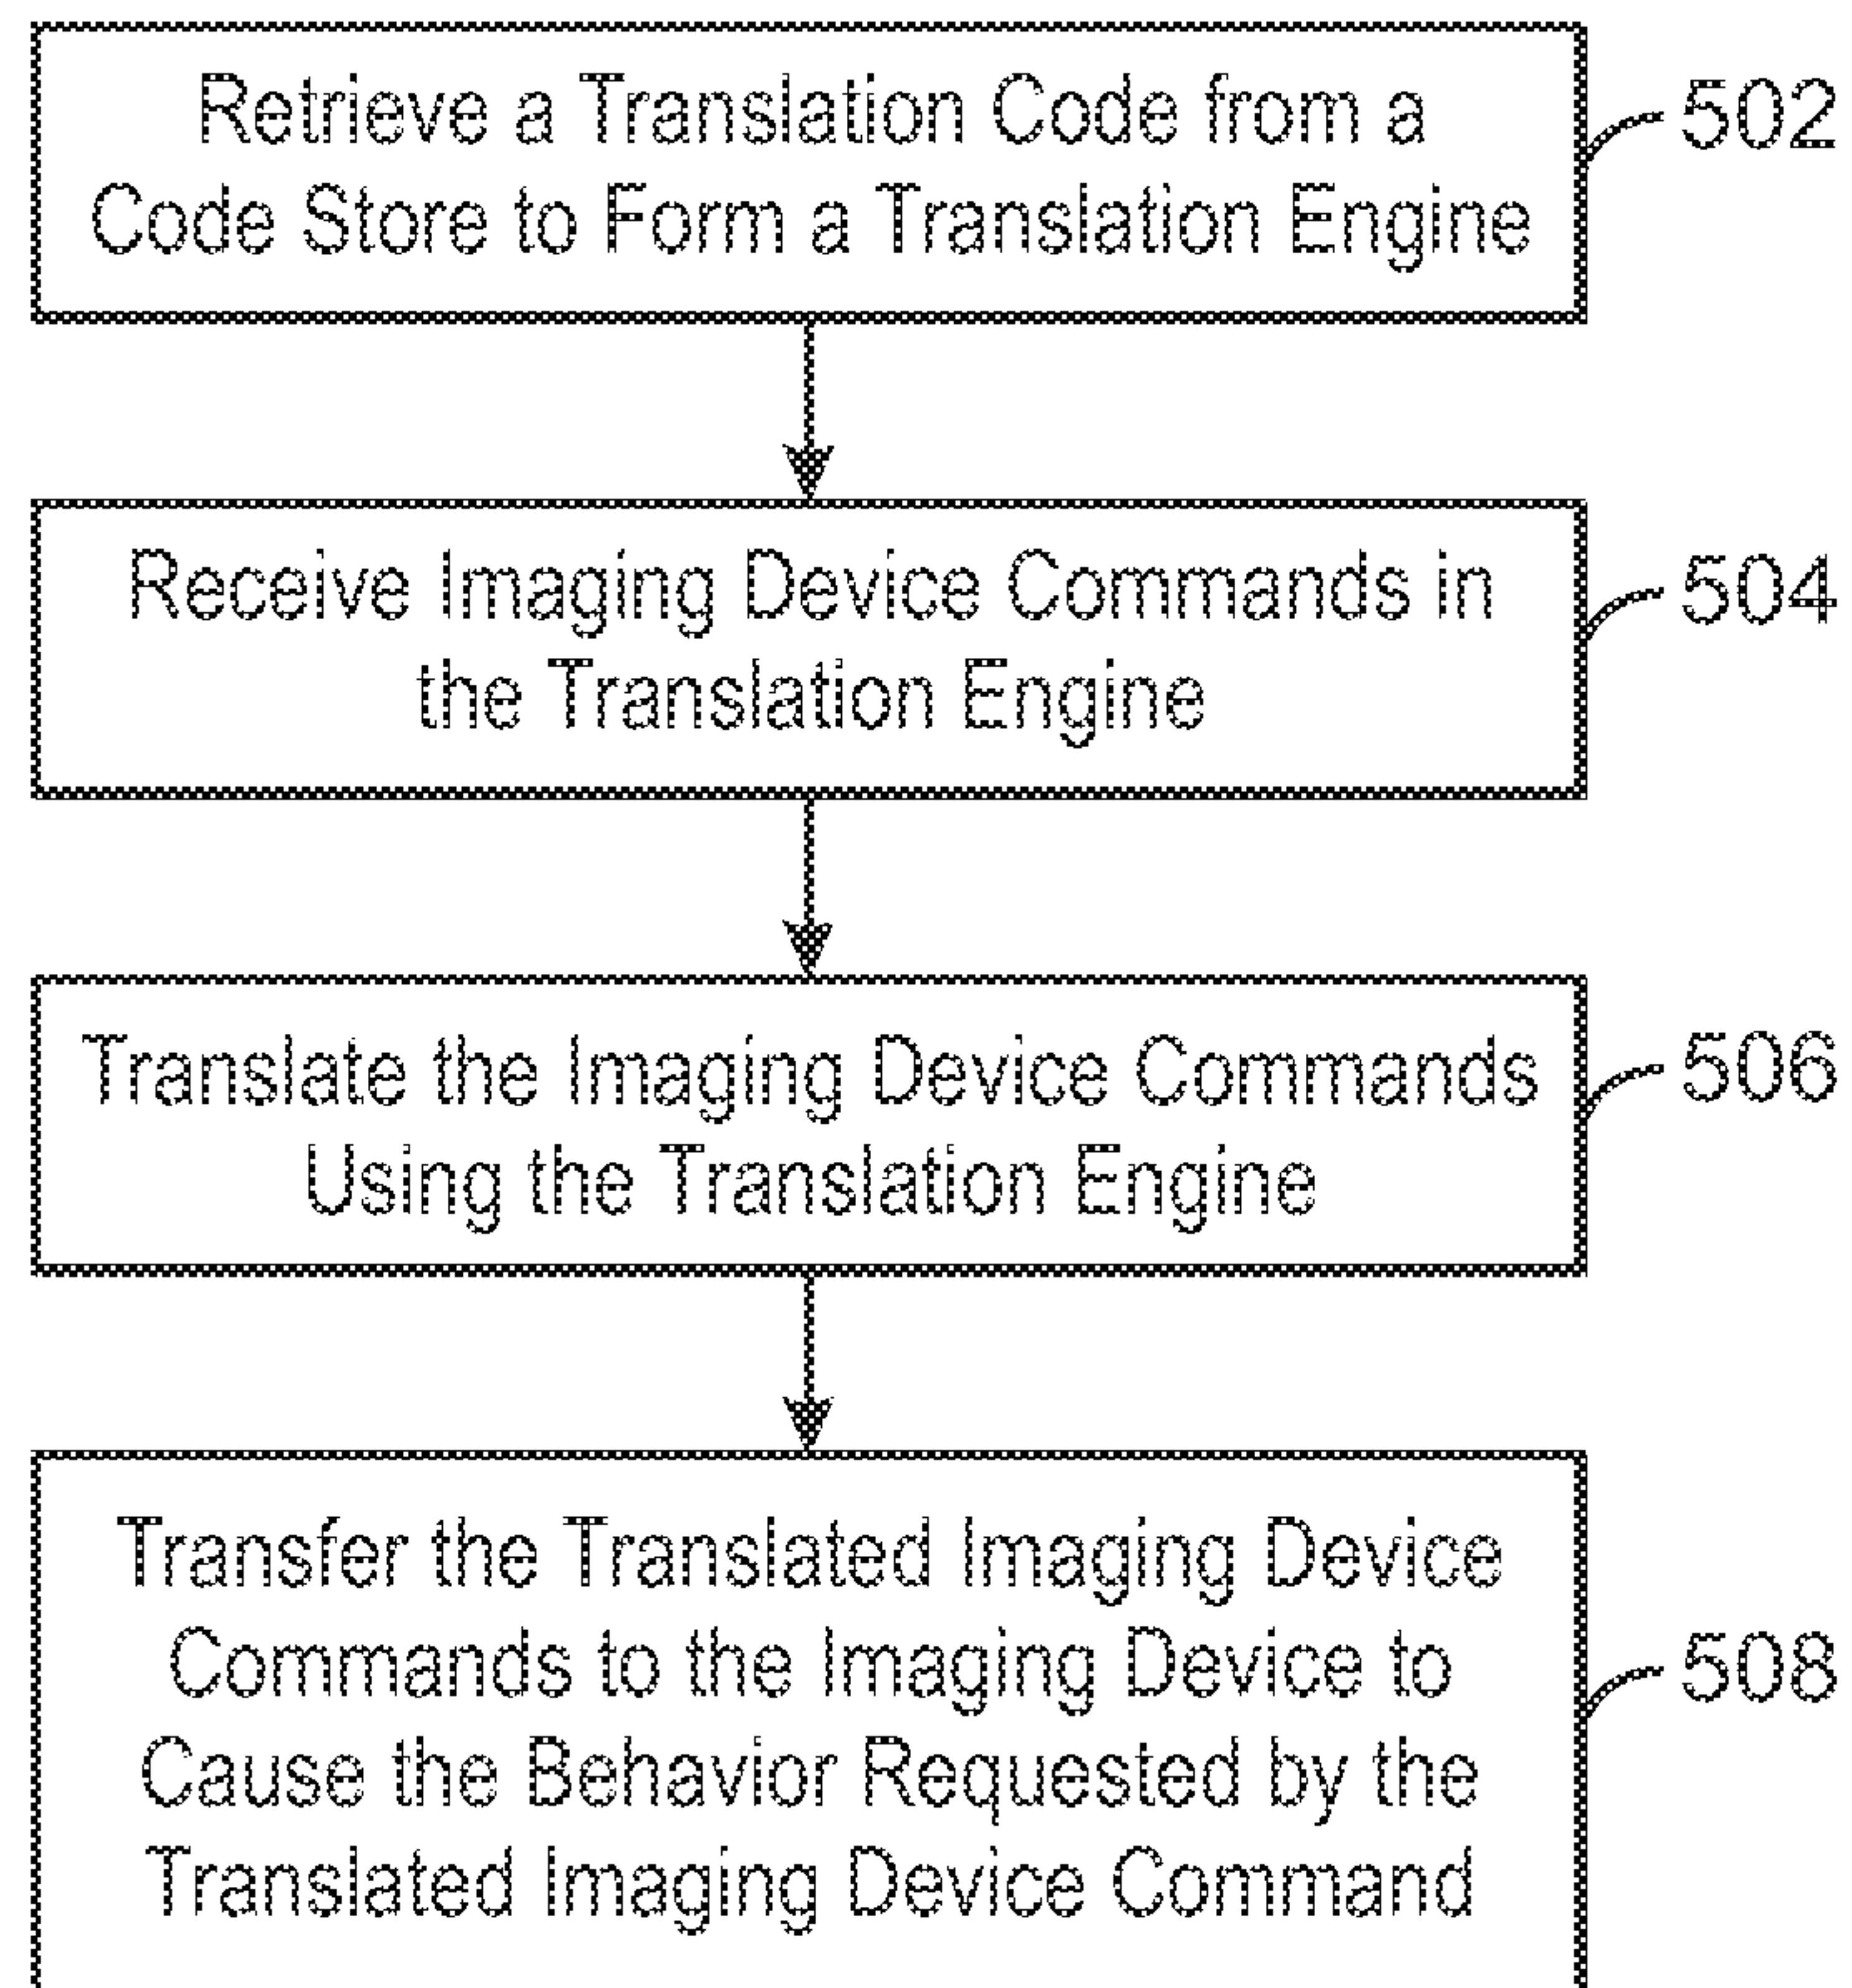 Retrieve a Translation Code from a
Code Store to Form a Translation Engine
502
Receive Imaging Device Commands in
the Translation Engine
504
Translate the Imaging Device Commands
Using the Translation Engine
506
Transfer the Translated Imaging Device
Commands to the Imaging Device to
Cause the Behavior Requested by the
Translated Imaging Device Command
508